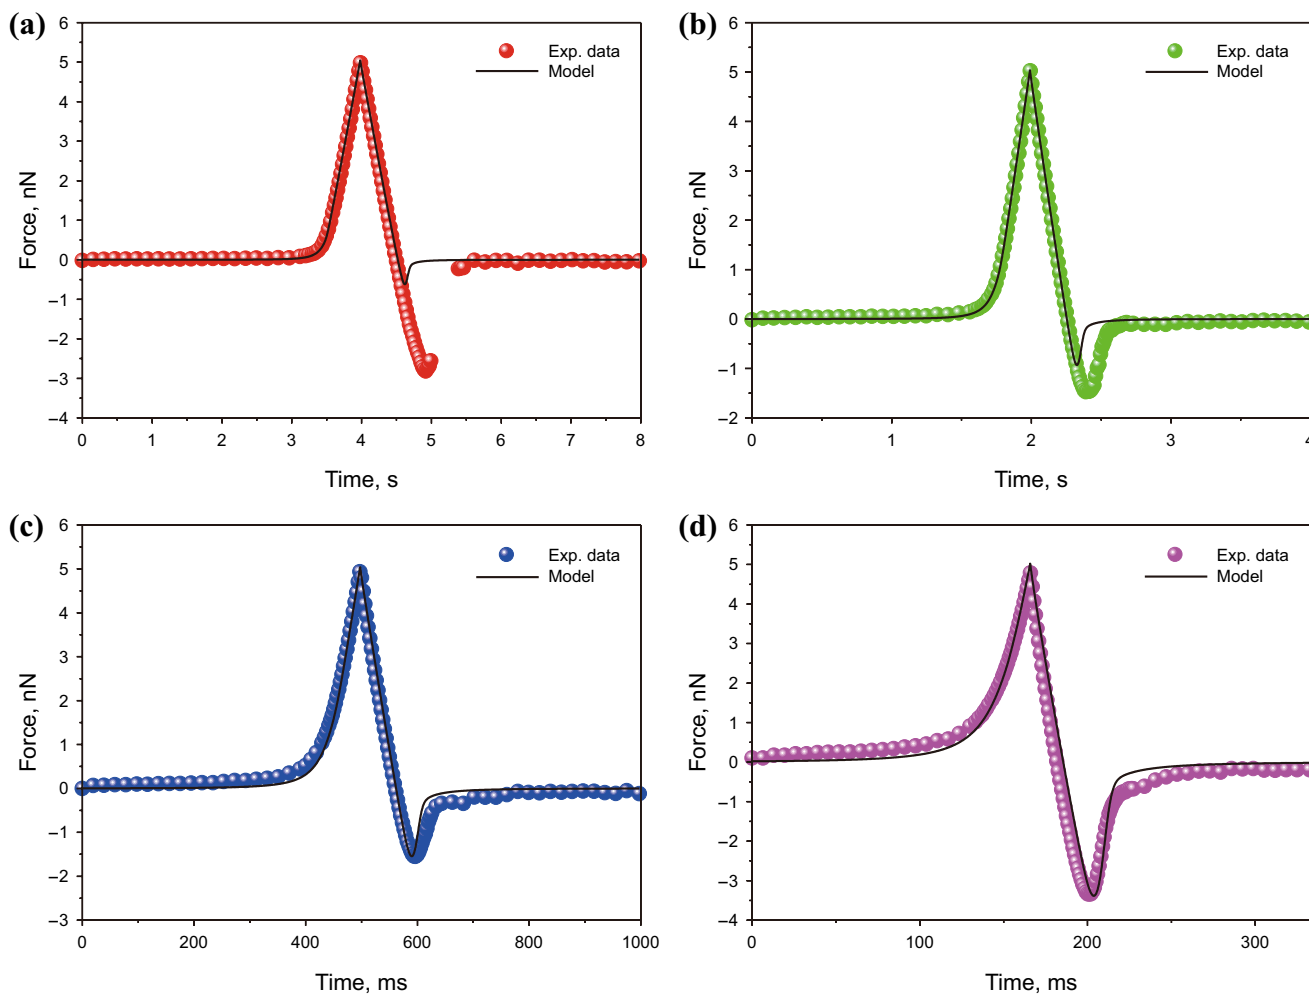 (a)
Force, nN
6
5
4
3
2
1
0
–1
–2
–3
–4
Exp. data
Model
0 1 2 3 4 5 6 7 8
Time, s
(b)
Force, nN
6
5
4
3
2
1
0
–1
–2
Exp. data
Model
0 1 2 3 4
Time, s
(c)
Force, nN
6
5
4
3
2
1
0
–1
–2
–3
Exp. data
Model
0 200 400 600 800 1000
Time, ms
(d)
Force, nN
6
5
4
3
2
1
0
–1
–2
–3
–4
Exp. data
Model
0 100 200 300
Time, ms